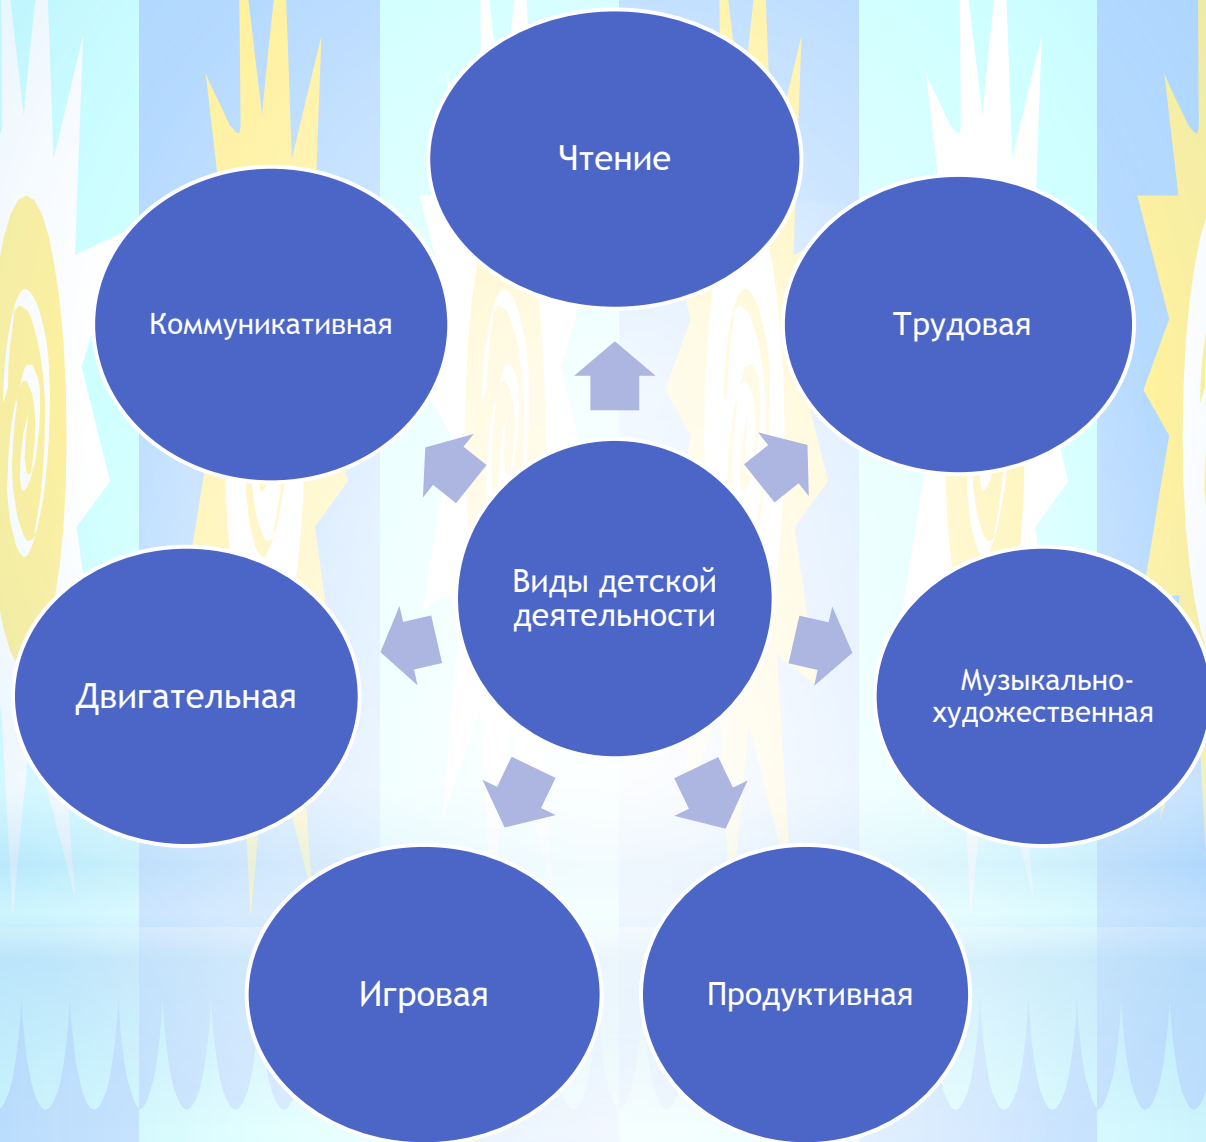 Чтение
Коммуникативная
Трудовая
Виды детской
деятельности
Двигательная
Музыкально-
художественная
Игровая
Продуктивная